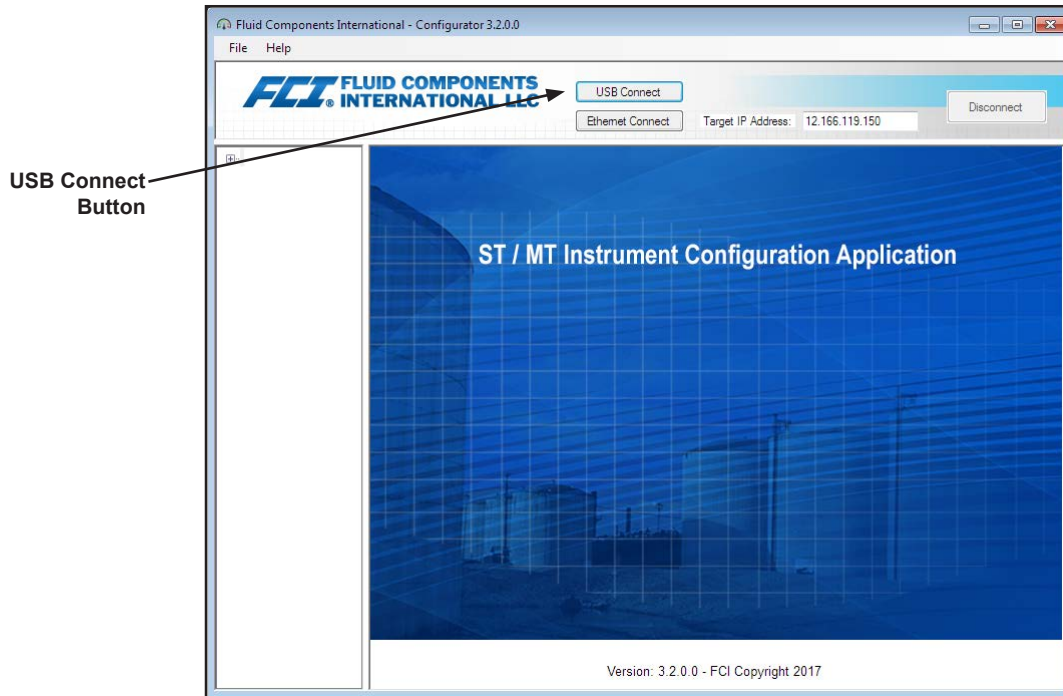 Fluid Components International - Configurator 3.2.0.0
File Help
FCI® FLUID COMPONENTS
INTERNATIONAL LLC
USB Connect
Disconnect
Ethernet Connect Target IP Address: 12.166.119.150
USB Connect
Button
ST / MT Instrument Configuration Application
Version: 3.2.0.0 - FCI Copyright 2017